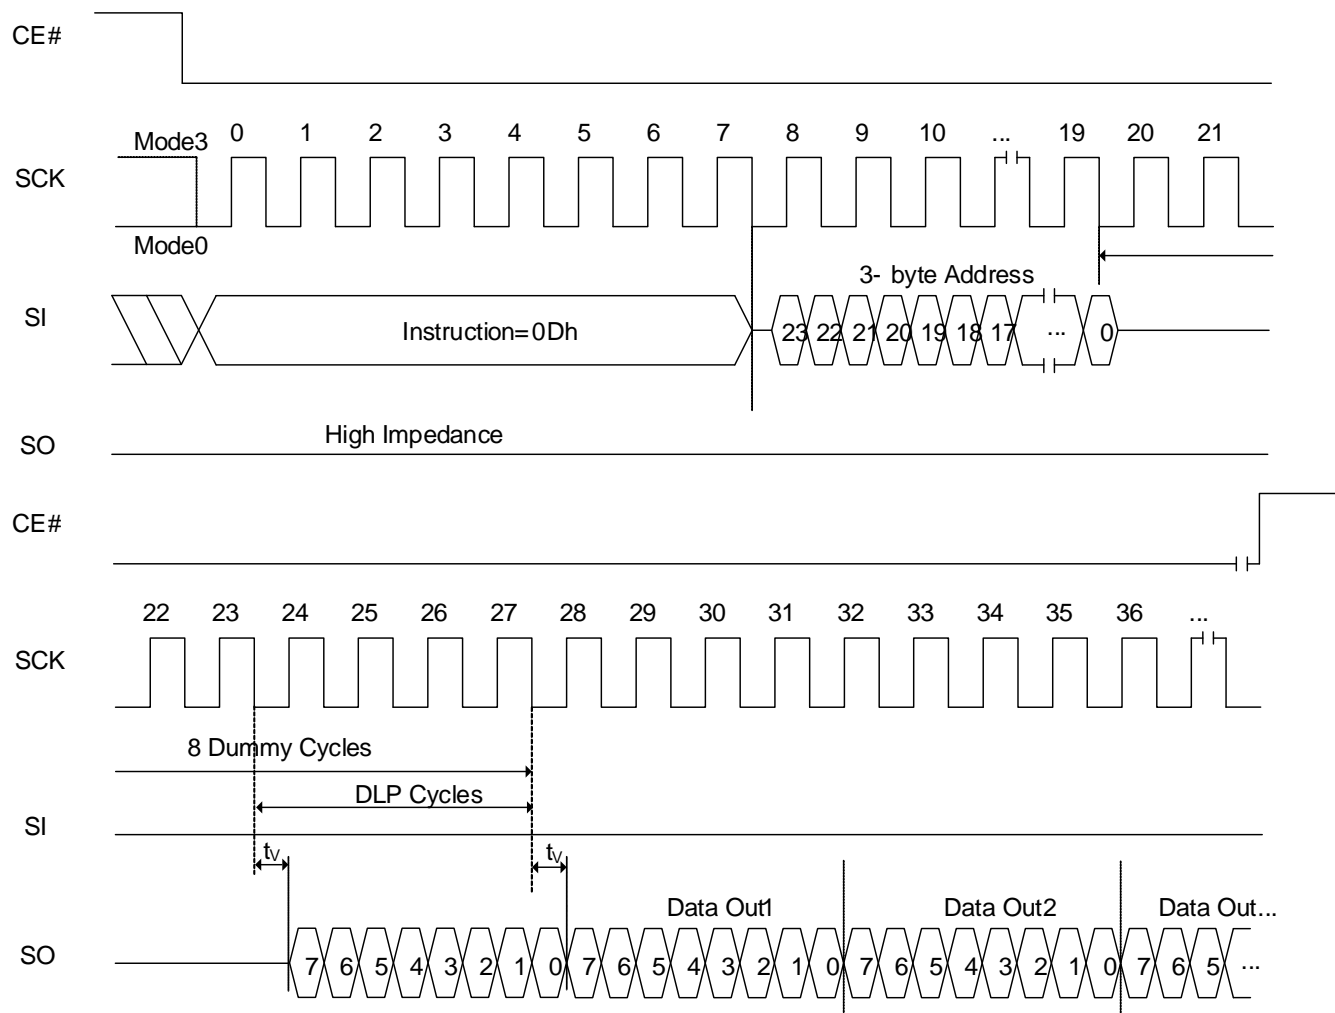 CE#
0 1 2 3 4 5 6 7 8 9 10 ... 19 20 21
Mode3
SCK
Mode0
3- byte Address
SI
Instruction=0Dh
23 22 21 20 19 18 17 ... 0
High Impedance
SO
CE#
22 23 24 25 26 27 28 29 30 31 32 33 34 35 36 ...
SCK
8 Dummy Cycles
DLP Cycles
SI
tV tV
Data Out1 Data Out2 Data Out...
SO
7 6 5 4 3 2 1 0 7 6 5 4 3 2 1 0 7 6 5 4 3 2 1 0 7 6 5 ...